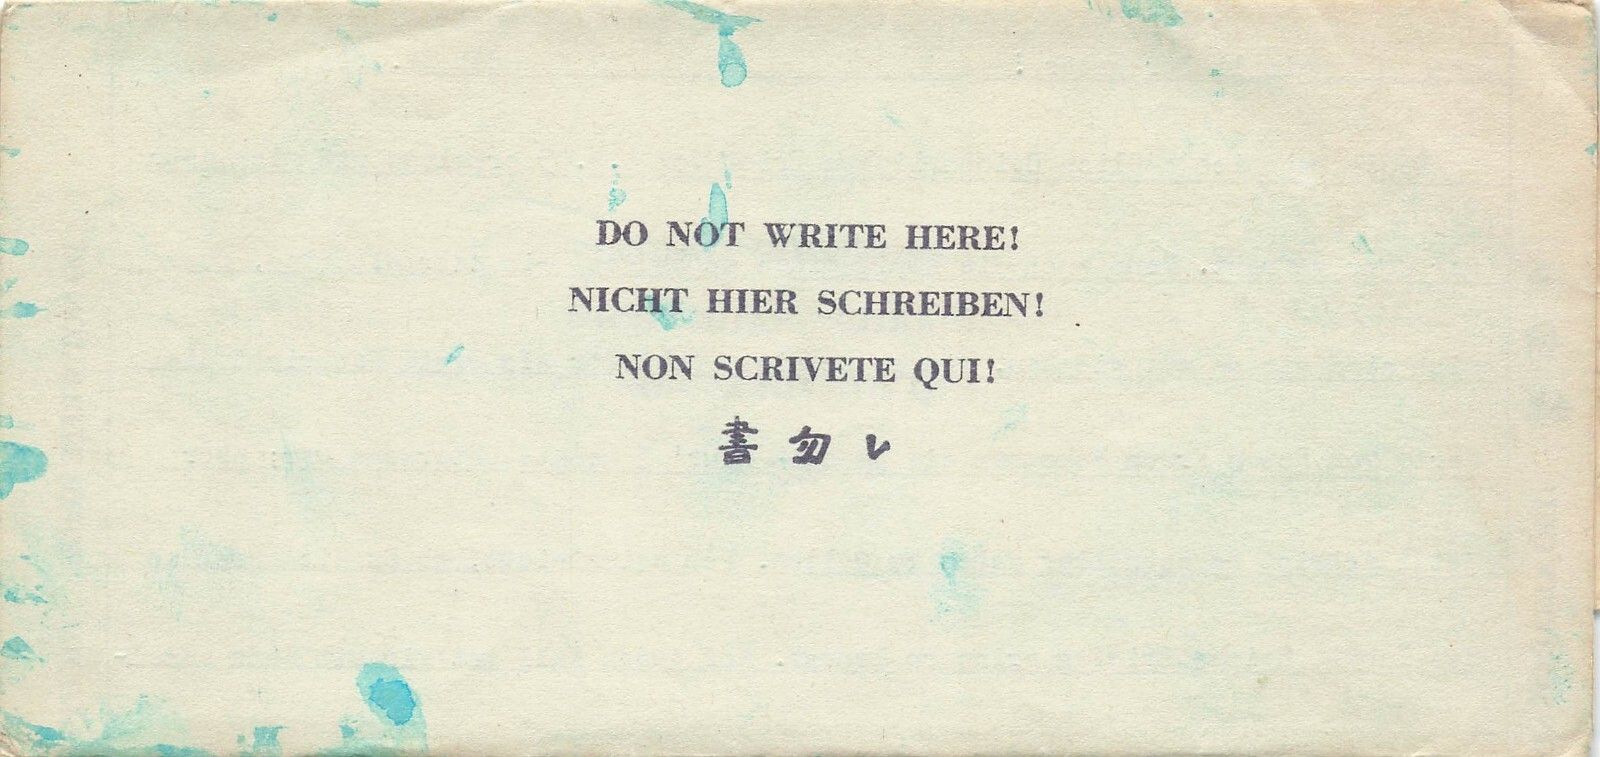 DO NOT WRITE HERE!
NICHT HIER SCHREIBEN!
NON SCRIVETE QUI!
書勿レ